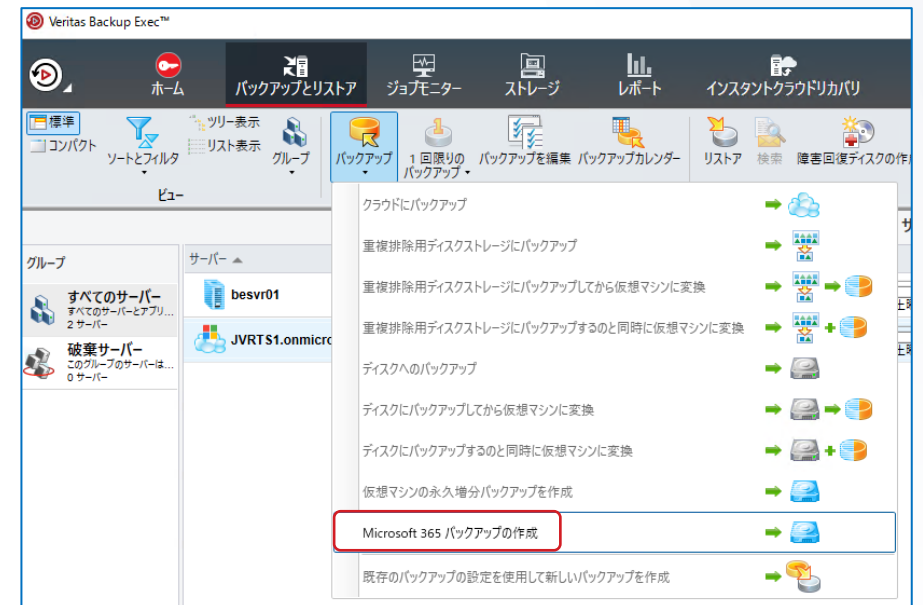 Veritas Backup Exec™
ホーム
バックアップとリストア
ジョブモニター
ストレージ
レポート
インスタントクラウドリカバリ
標準
コンパクト
ソートとフィルタ
ツリー表示
リスト表示
グループ
ビュー
バックアップ
1 回限りの
バックアップ
バックアップを編集
バックアップカレンダー
リストア
検索
障害回復ディスクの作
グループ
すべてのサーバー
すべてのサーバーとアプリ...
2 サーバー
破棄サーバー
このグループのサーバーは...
0 サーバー
サーバー
besvr01
JVRTS1.onmicro
クラウドにバックアップ
重複排除用ディスクストレージにバックアップ
重複排除用ディスクストレージにバックアップしてから仮想マシンに変換
重複排除用ディスクストレージにバックアップするのと同時に仮想マシンに変換
ディスクへのバックアップ
ディスクにバックアップしてから仮想マシンに変換
ディスクにバックアップするのと同時に仮想マシンに変換
仮想マシンの永久増分バックアップを作成
Microsoft 365 バックアップの作成
既存のバックアップの設定を使用して新しいバックアップを作成
サ